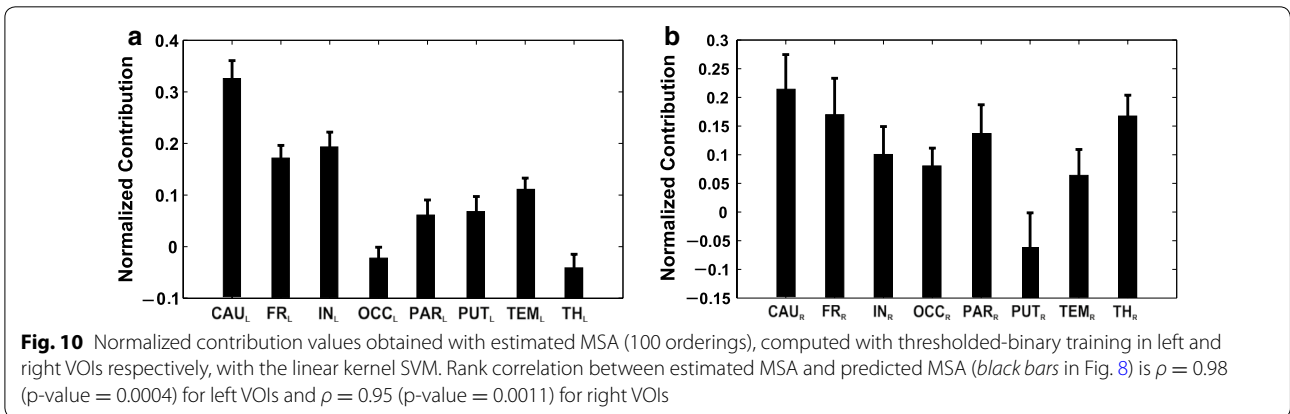 a
b
0.4
0.3
0.2
0.1
0
−0.1
Normalized Contribution
CAU_L FR_L IN_L OCC_L PAR_L PUT_L TEM_L TH_L
0.3
0.25
0.2
0.15
0.1
0.05
0
−0.05
−0.1
−0.15
Normalized Contribution
CAU_R FR_R IN_R OCC_R PAR_R PUT_R TEM_R TH_R
Fig. 10 Normalized contribution values obtained with estimated MSA (100 orderings), computed with thresholded-binary training in left and
right VOIs respectively, with the linear kernel SVM. Rank correlation between estimated MSA and predicted MSA (black bars in Fig. 8) is ρ = 0.98
(p-value = 0.0004) for left VOIs and ρ = 0.95 (p-value = 0.0011) for right VOIs